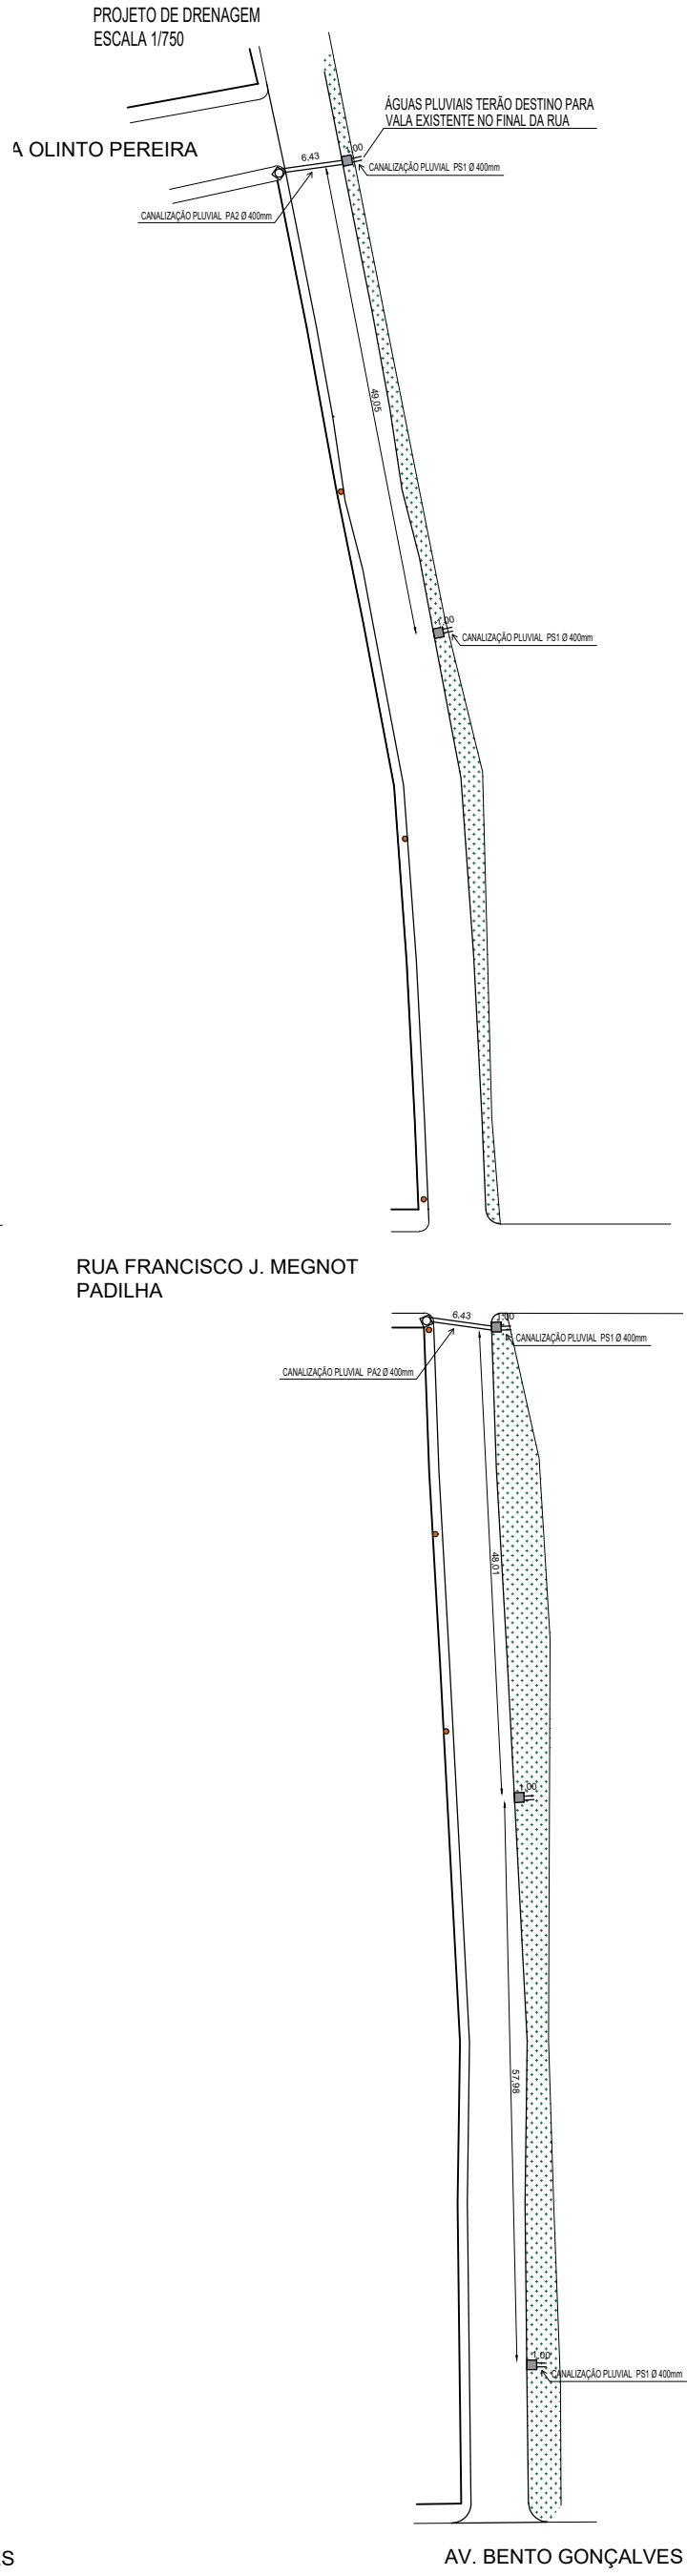 PROJETO DE DRENAGEM
ESCALA 1/750
ÁGUAS PLUVIAIS TERÃO DESTINO PARA
VALA EXISTENTE NO FINAL DA RUA
A OLINTO PEREIRA
6,43
1,00
CANALIZAÇÃO PLUVIAL PS1 Ø 400mm
CANALIZAÇÃO PLUVIAL PA2 Ø 400mm
49,05
1,00
CANALIZAÇÃO PLUVIAL PS1 Ø 400mm
RUA FRANCISCO J. MEGNOT
PADILHA
6,43
1,00
CANALIZAÇÃO PLUVIAL PS1 Ø 400mm
CANALIZAÇÃO PLUVIAL PA2 Ø 400mm
48,01
1,00
57,98
1,00
CANALIZAÇÃO PLUVIAL PS1 Ø 400mm
ES
AV. BENTO GONÇALVES